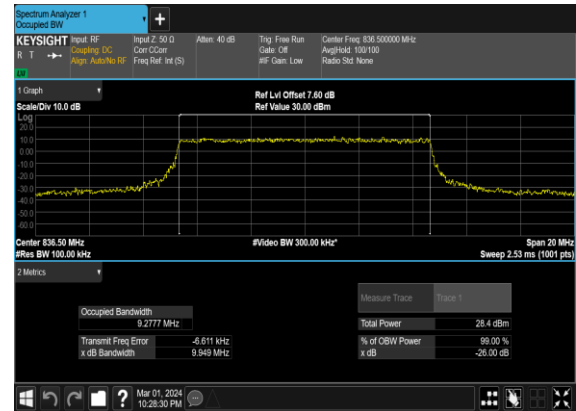 Spectrum Analyzer 1
Occupied BW
KEYSIGHT
R T
Input: RF
Coupling: DC
Align: Auto/No RF
Input Z: 50 Ω
Corr CCorr
Freq Ref: Int (S)
Atten: 40 dB
Trig: Free Run
Gate: Off
#IF Gain: Low
Center Freq: 836.500000 MHz
Avg|Hold: 100/100
Radio Std: None
1 Graph
Scale/Div 10.0 dB
Ref Lvl Offset 7.60 dB
Ref Value 30.00 dBm
Log
20.0
10.0
0.00
-10.0
-20.0
-30.0
-40.0
-50.0
-60.0
Center 836.50 MHz
#Video BW 300.00 kHz*
Span 20 MHz
#Res BW 100.00 kHz
Sweep 2.53 ms (1001 pts)
2 Metrics
Measure Trace Trace 1
Occupied Bandwidth
9.2777 MHz
Total Power 28.4 dBm
Transmit Freq Error -6.611 kHz
% of OBW Power 99.00 %
x dB Bandwidth 9.949 MHz
x dB -26.00 dB
?
Mar 01, 2024
10:28:30 PM